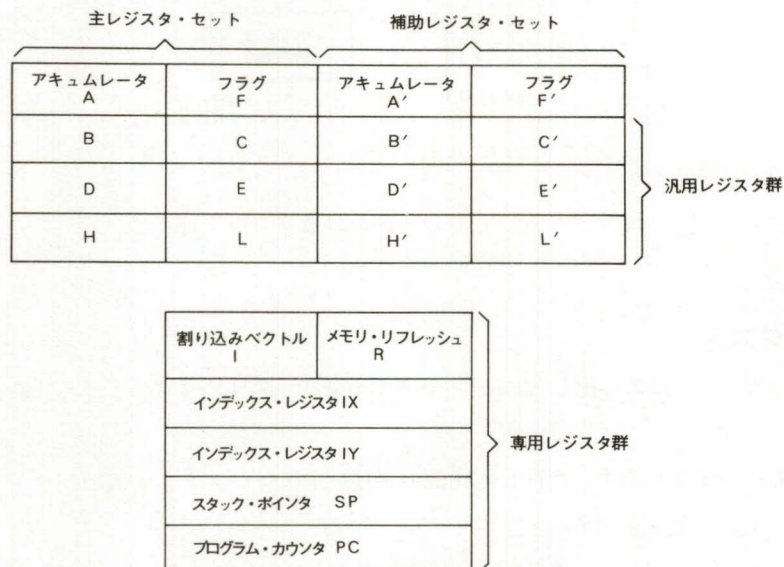 主レジスタ・セット 補助レジスタ・セット
アキュムレータ フラグ アキュムレータ フラグ
A F A′ F′
B C B′ C′
D E D′ E′
汎用レジスタ群
H L H′ L′
割り込みベクトル メモリ・リフレッシュ
I R
インデックス・レジスタ IX
インデックス・レジスタ IY
専用レジスタ群
スタック・ポインタ SP
プログラム・カウンタ PC